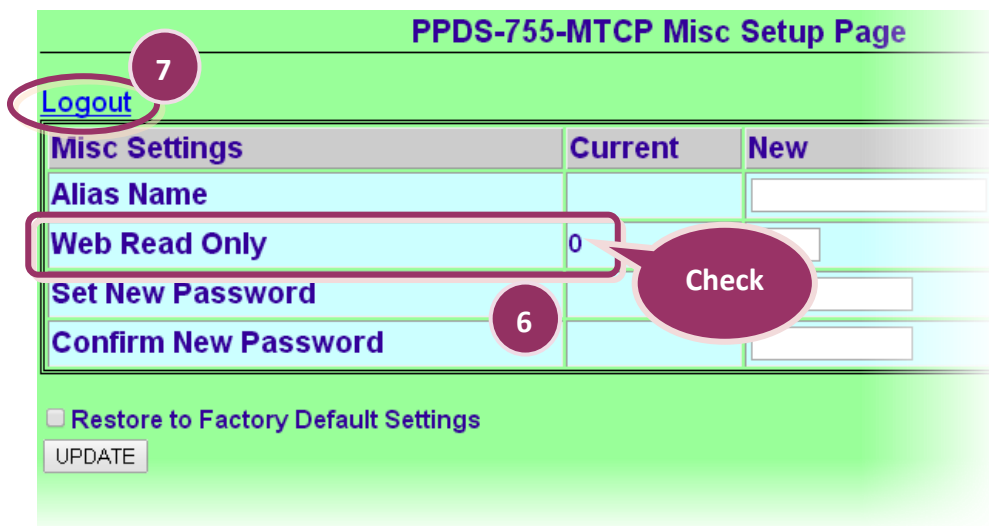 PPDS-755-MTCP Misc Setup Page
7
Logout
Misc Settings Current New
Alias Name
Web Read Only 0
Check
Set New Password
6
Confirm New Password
Restore to Factory Default Settings
UPDATE